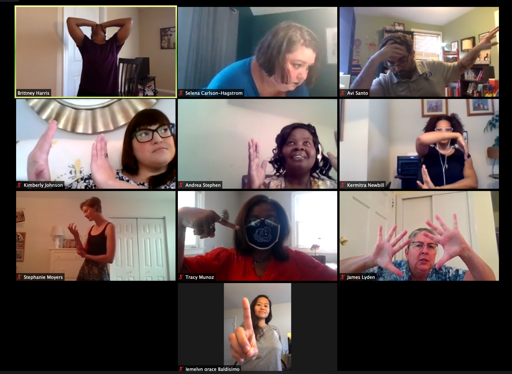 Brittney Harris
Selena Carlson-Hagstrom
Avi Santo
Kimberly Johnson
Andrea Stephen
Kermitra Newbill
Stephanie Moyers
Tracy Munoz
James Lyden
Iemelyn grace Baldisimo